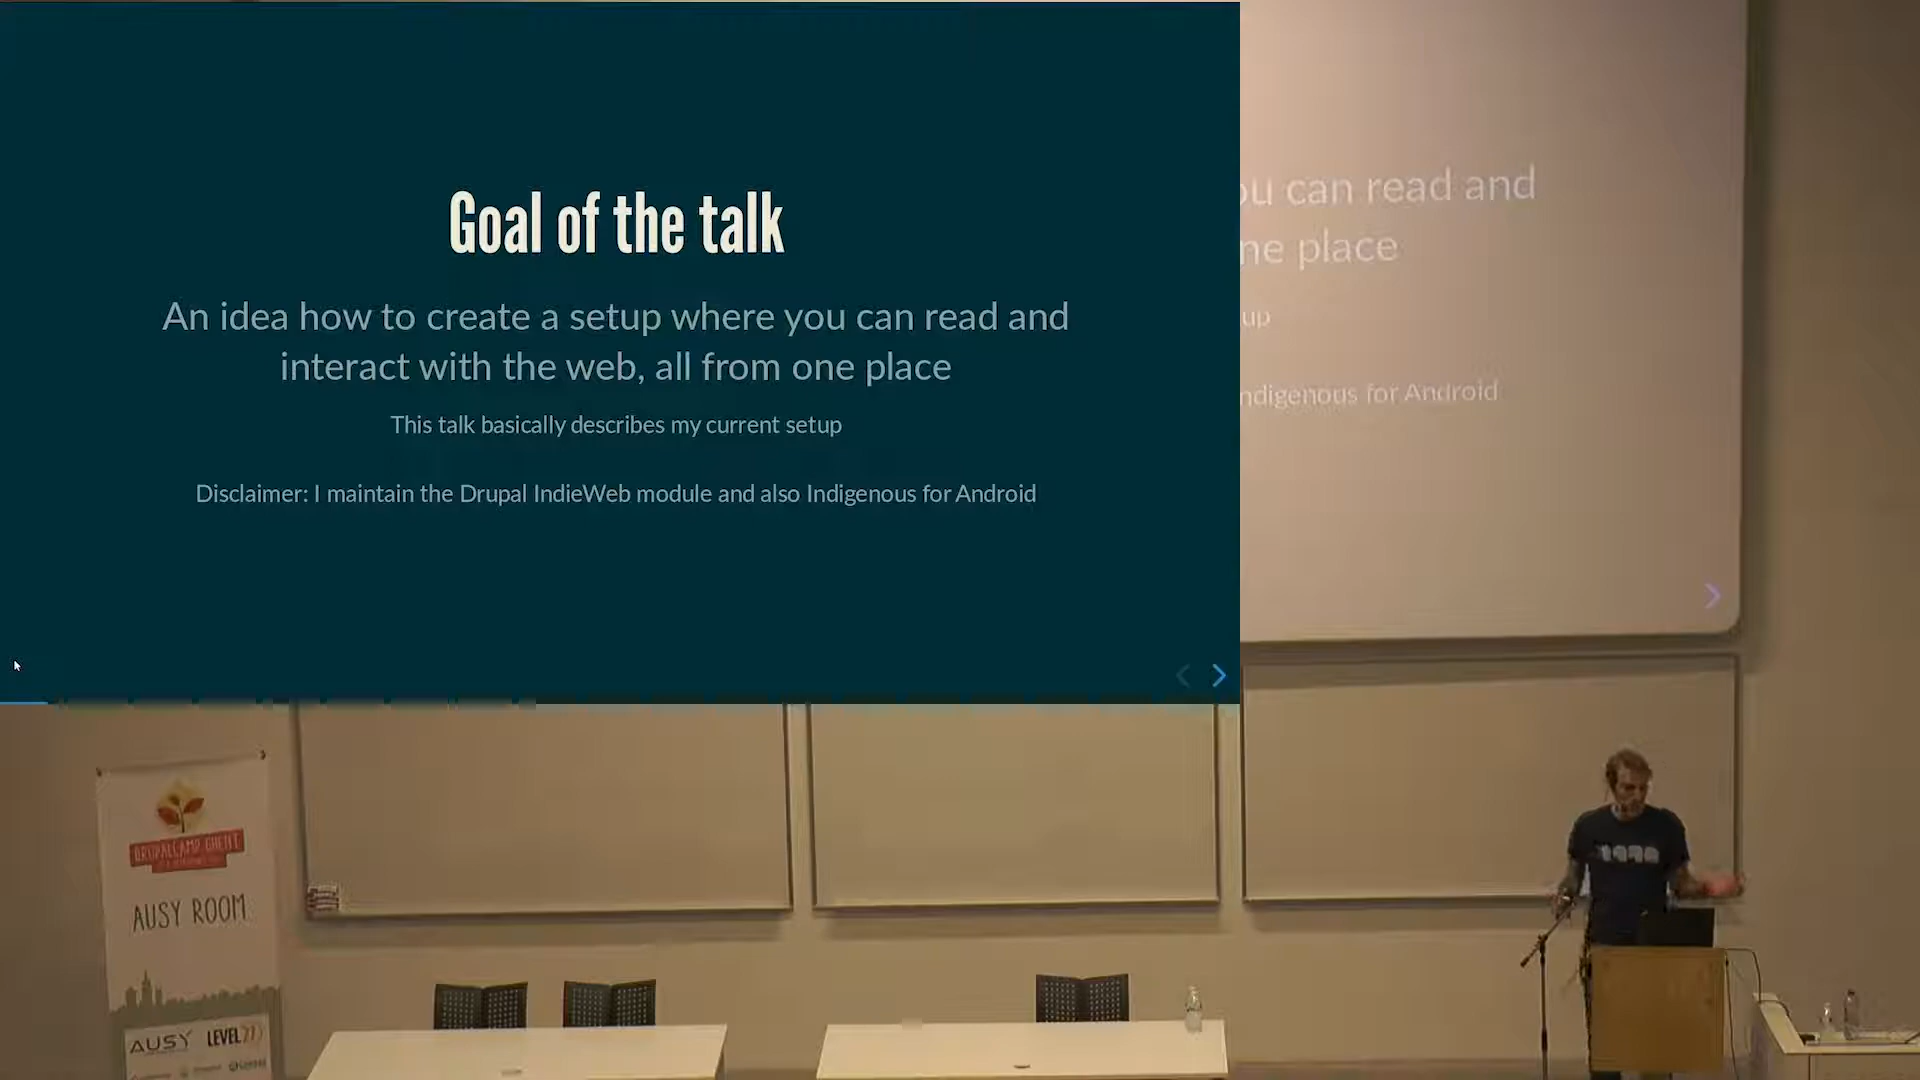 Goal of the talk
An idea how to create a setup where you can read and
interact with the web, all from one place
This talk basically describes my current setup
Disclaimer: I maintain the Drupal IndieWeb module and also Indigenous for Android
ou can read and
ne place
up
ndigenous for Android
DRUPALCAMP GHENT
AUSY ROOM
AUSY LEVEL27